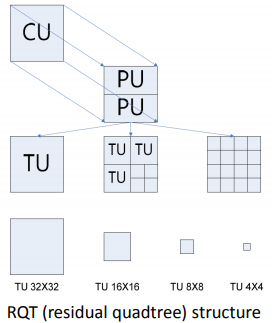 CU
PU
PU
TU
TU TU
TU
TU 32X32 TU 16X16 TU 8X8 TU 4X4
RQT (residual quadtree) structure